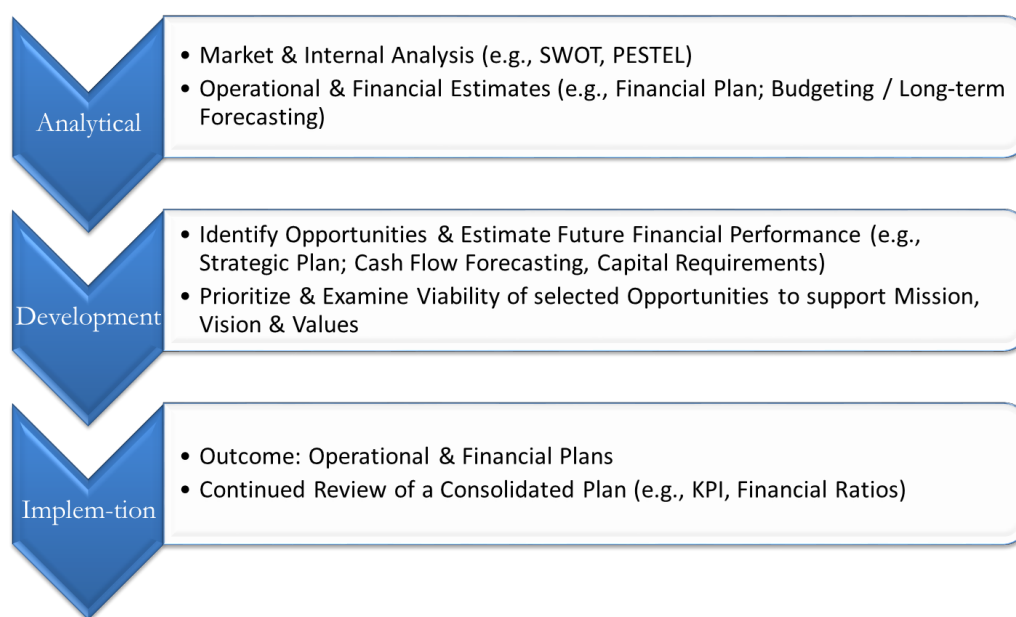 Analytical
• Market & Internal Analysis (e.g., SWOT, PESTEL)
• Operational & Financial Estimates (e.g., Financial Plan; Budgeting / Long-term
Forecasting)
Development
• Identify Opportunities & Estimate Future Financial Performance (e.g.,
Strategic Plan; Cash Flow Forecasting, Capital Requirements)
• Prioritize & Examine Viability of selected Opportunities to support Mission,
Vision & Values
Implem-tion
• Outcome: Operational & Financial Plans
• Continued Review of a Consolidated Plan (e.g., KPI, Financial Ratios)